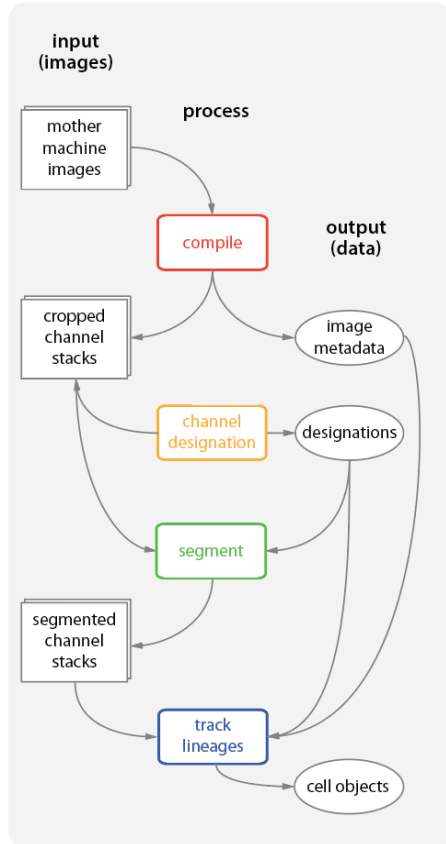 input
(images)
process
mother
machine
images
compile
output
(data)
cropped
channel
stacks
image
metadata
channel
designation
designations
segment
segmented
channel
stacks
track
lineages
cell objects